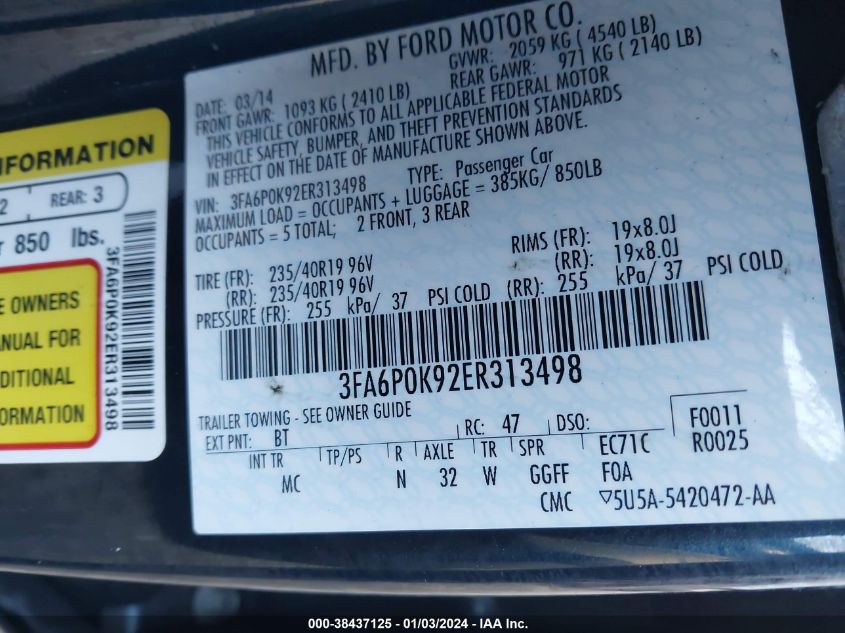 INFORMATION
2
REAR: 3
r 850 lbs.
E OWNERS
ANUAL FOR
DITIONAL
FORMATION
3FA6P0K92ER313498
MFD. BY FORD MOTOR CO.
DATE: 03/14 GVWR: 2059 KG ( 4540 LB)
FRONT GAWR: 1093 KG ( 2410 LB) REAR GAWR: 971 KG ( 2140 LB)
THIS VEHICLE CONFORMS TO ALL APPLICABLE FEDERAL MOTOR
VEHICLE SAFETY, BUMPER, AND THEFT PREVENTION STANDARDS
IN EFFECT ON THE DATE OF MANUFACTURE SHOWN ABOVE.
VIN: 3FA6P0K92ER313498 TYPE: Passenger Car
MAXIMUM LOAD = OCCUPANTS + LUGGAGE = 385KG/ 850LB
OCCUPANTS = 5 TOTAL; 2 FRONT, 3 REAR
TIRE (FR): 235/40R19 96V RIMS (FR): 19x8.0J
(RR): 235/40R19 96V (RR): 19x8.0J
PRESSURE (FR): 255 kPa/ 37 PSI COLD (RR): 255 kPa/ 37 PSI COLD
3FA6P0K92ER313498
TRAILER TOWING - SEE OWNER GUIDE
EXT PNT: BT RC: 47 DSO: F0011
INT TR TP/PS R AXLE TR SPR EC71C R0025
MC N 32 W GGFF F0A
CMC ▽5U5A-5420472-AA
000-38437125 - 01/03/2024 - IAA Inc.